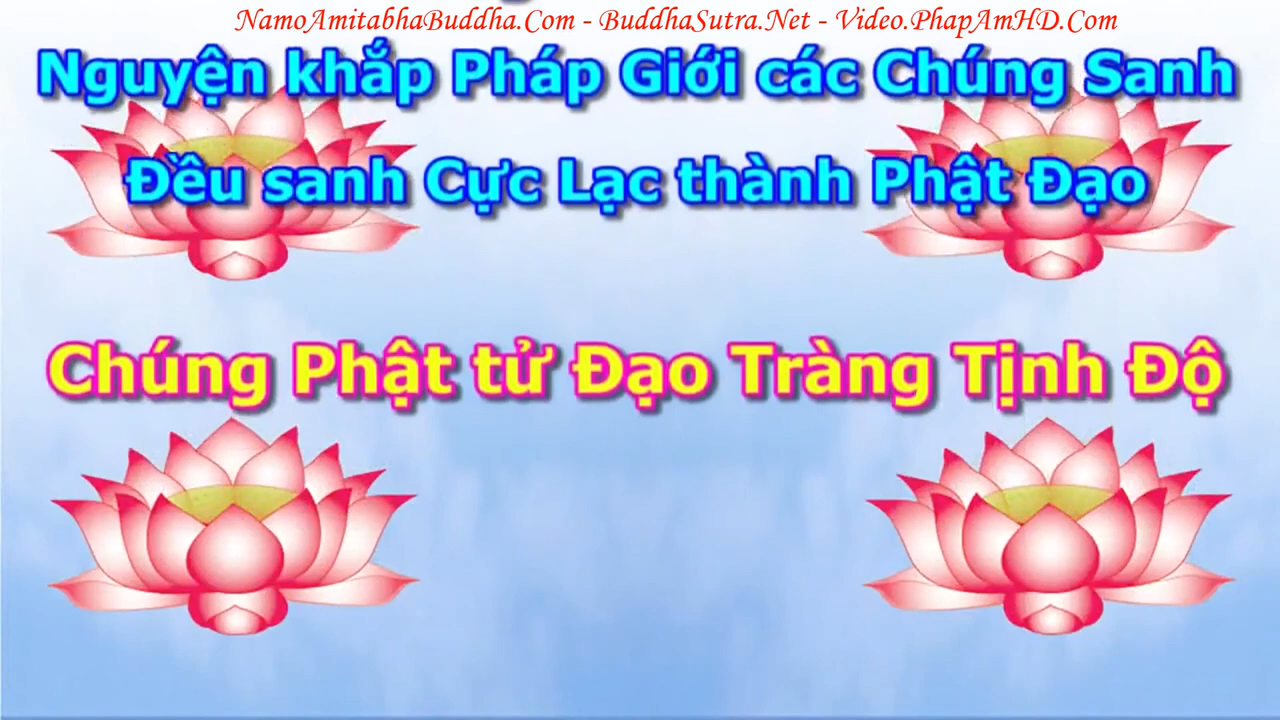 NamoAmitabhaBuddha.Com - BuddhaSutra.Net - Video.PhapAmHD.Com
Nguyện khắp Pháp Giới các Chúng Sanh
Đều sanh Cực Lạc thành Phật Đạo
Chúng Phật tử Đạo Tràng Tịnh Độ